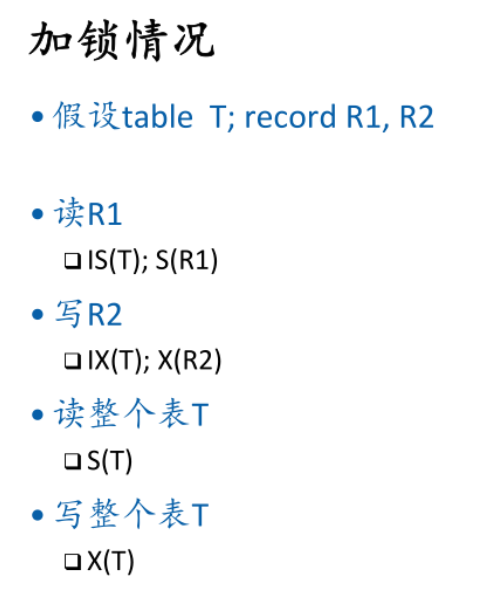 加锁情况
• 假设table T; record R1, R2
• 读R1
❑ IS(T); S(R1)
• 写R2
❑ IX(T); X(R2)
• 读整个表T
❑ S(T)
• 写整个表T
❑ X(T)